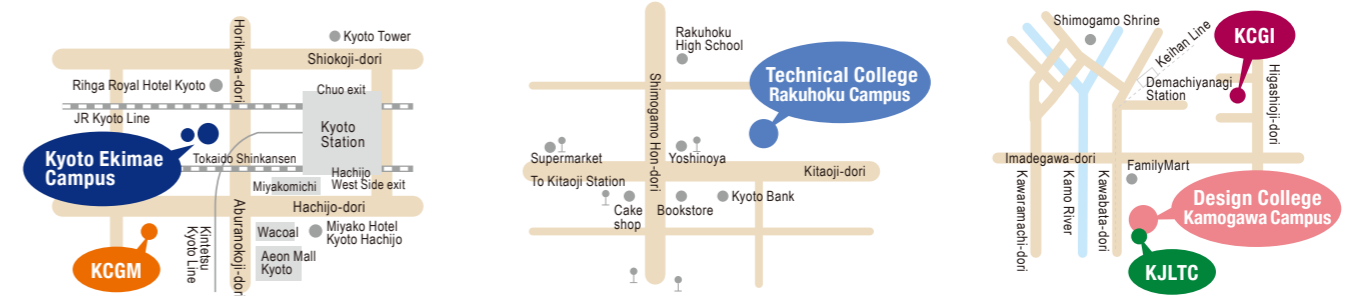 Kyoto Tower
Horikawa-dori
Shiokoji-dori
Rihga Royal Hotel Kyoto
Chuo exit
JR Kyoto Line
Kyoto
Station
Kyoto Ekimae
Campus
Tokaido Shinkansen
Hachijo
West Side exit
Miyakomichi
Hachijo-dori
Kintetsu
Kyoto Line
Aburanokoji-dori
Wacoal
Miyako Hotel
Kyoto Hachijo
Aeon Mall
Kyoto
KCGM
Rakuhoku
High School
Technical College
Rakuhoku Campus
Shimogamo Hon-dori
Supermarket
Yoshinoya
Kitaoji-dori
To Kitaoji Station
Cake
shop
Bookstore
Kyoto Bank
Shimogamo Shrine
Keihan Line
KCGI
Demachiyanagi
Station
Higashioji-dori
Imadegawa-dori
FamilyMart
Kawaramachi-dori
Kamo River
Kawabata-dori
Design College
Kamogawa Campus
KJLTC